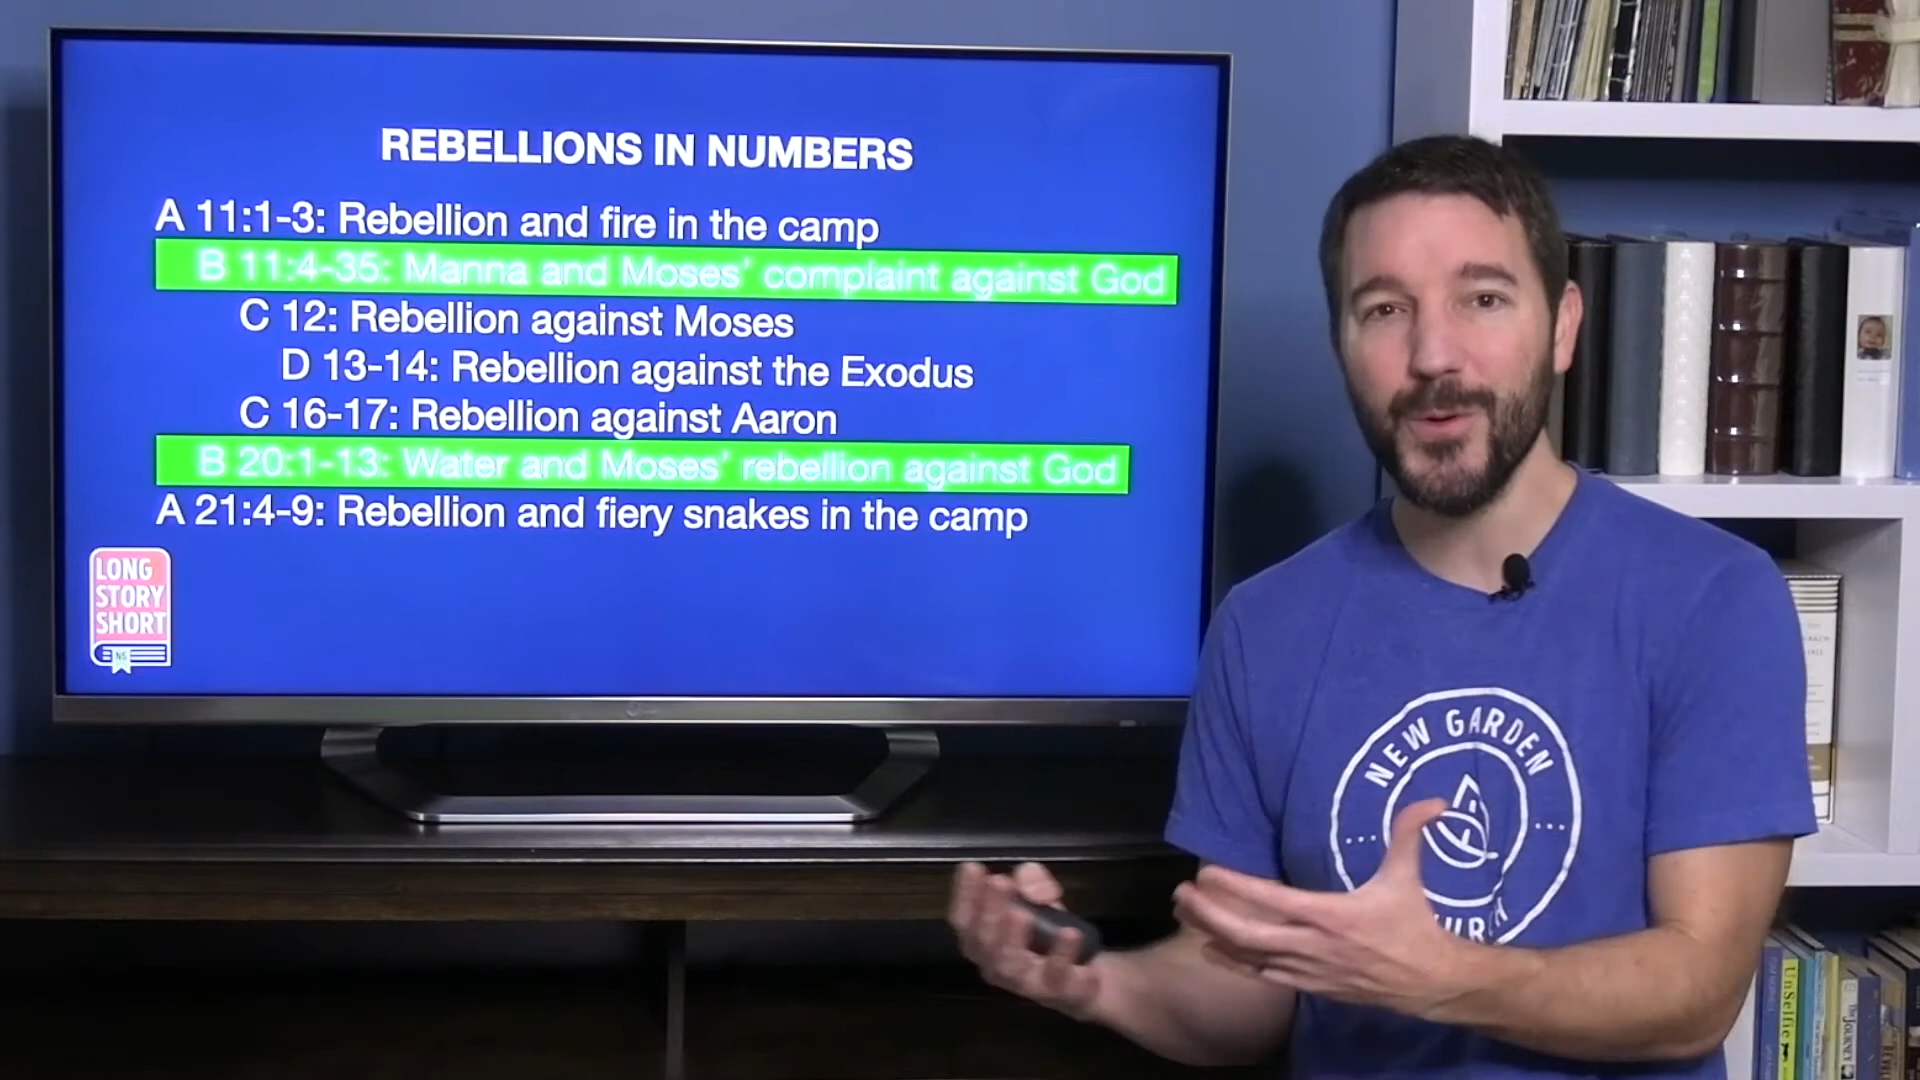 REBELLIONS IN NUMBERS
A 11:1-3: Rebellion and fire in the camp
B 11:4-35: Manna and Moses’ complaint against God
C 12: Rebellion against Moses
D 13-14: Rebellion against the Exodus
C 16-17: Rebellion against Aaron
B 20:1-13: Water and Moses’ rebellion against God
A 21:4-9: Rebellion and fiery snakes in the camp
LONG
STORY
SHORT
NEW GARDEN
UnSelfie